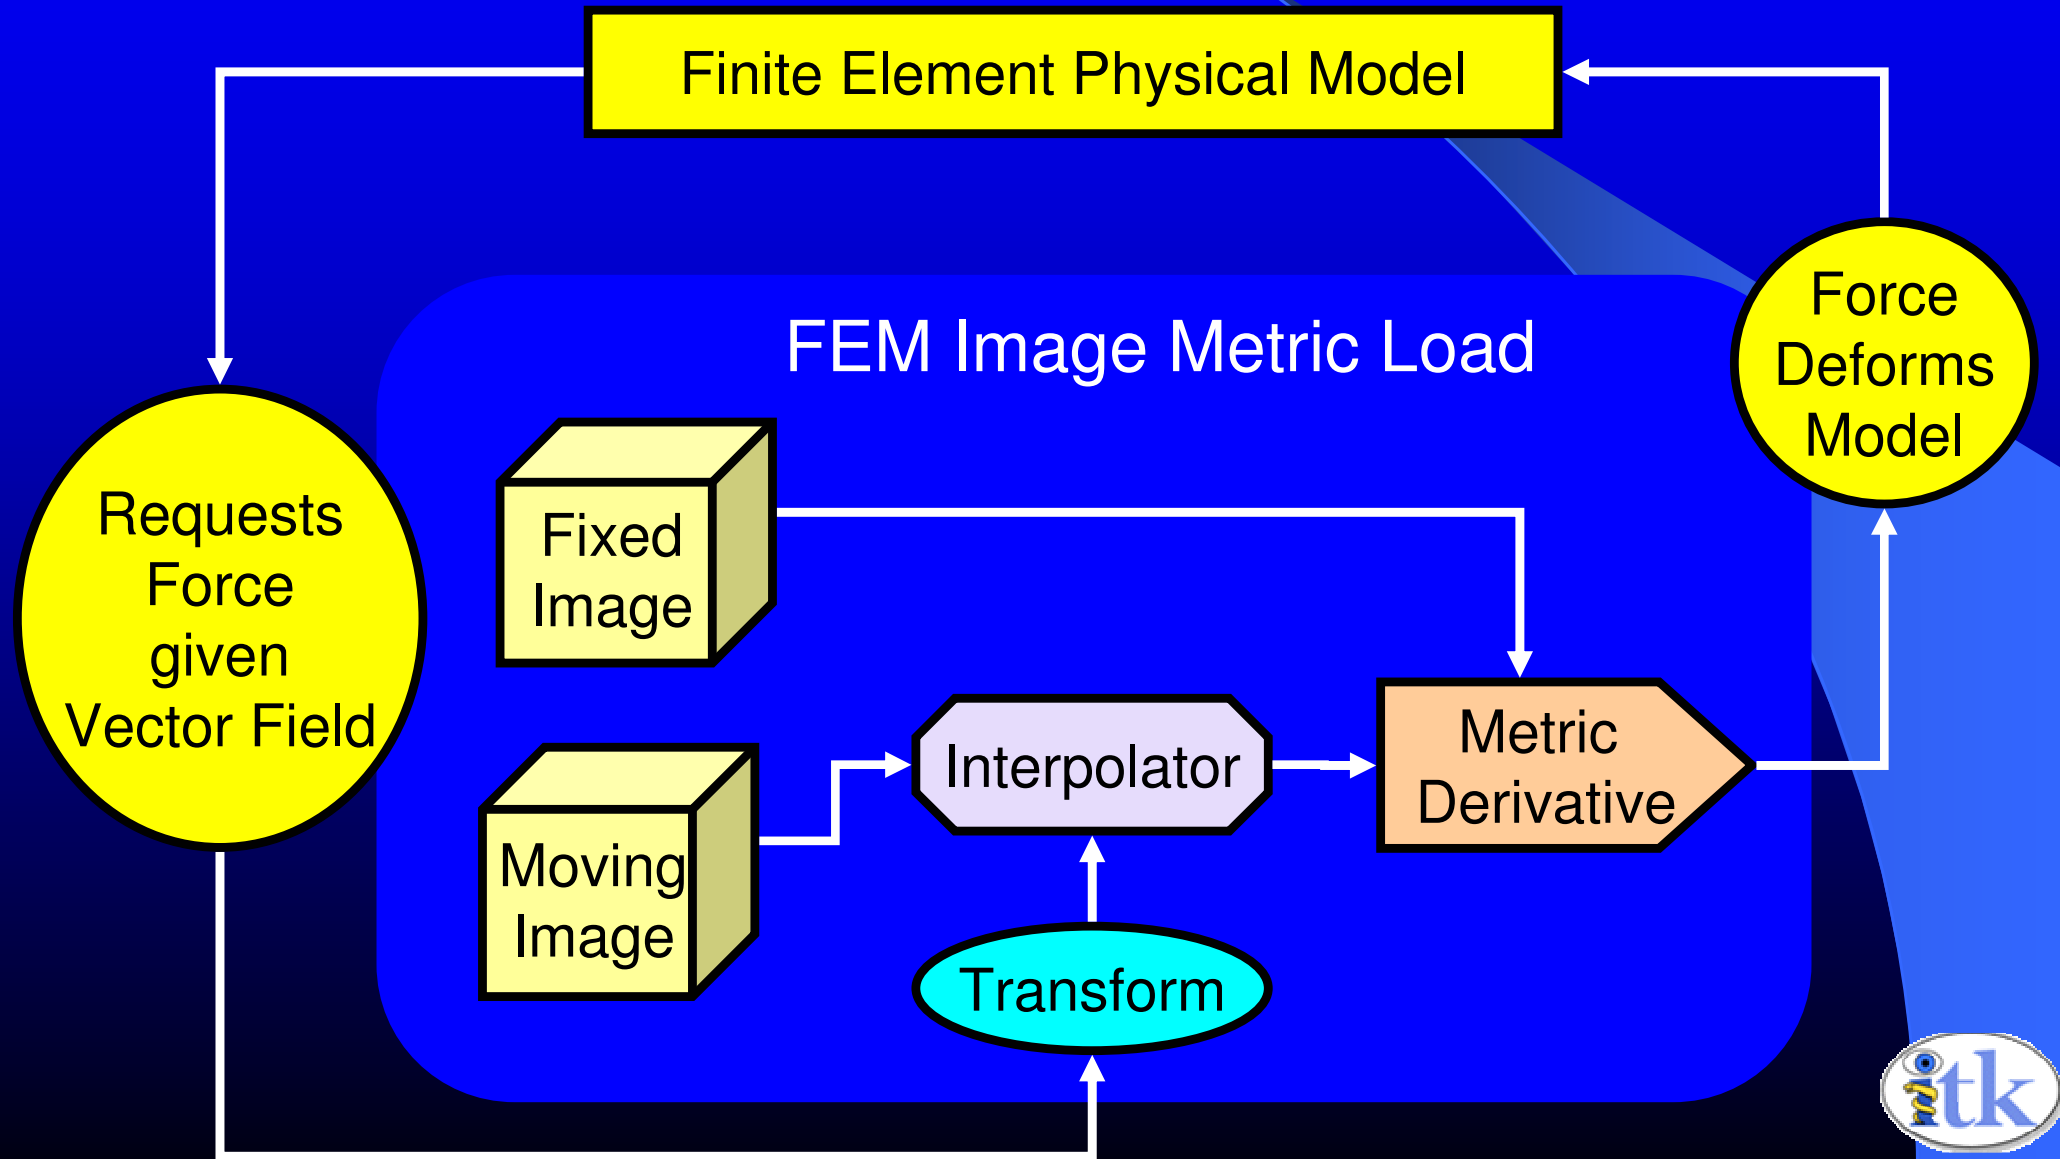 Finite Element Physical Model
Force
Deforms
Model
FEM Image Metric Load
Requests
Force
given
Vector Field
Fixed
Image
Moving
Image
Interpolator
Metric
Derivative
Transform
itk